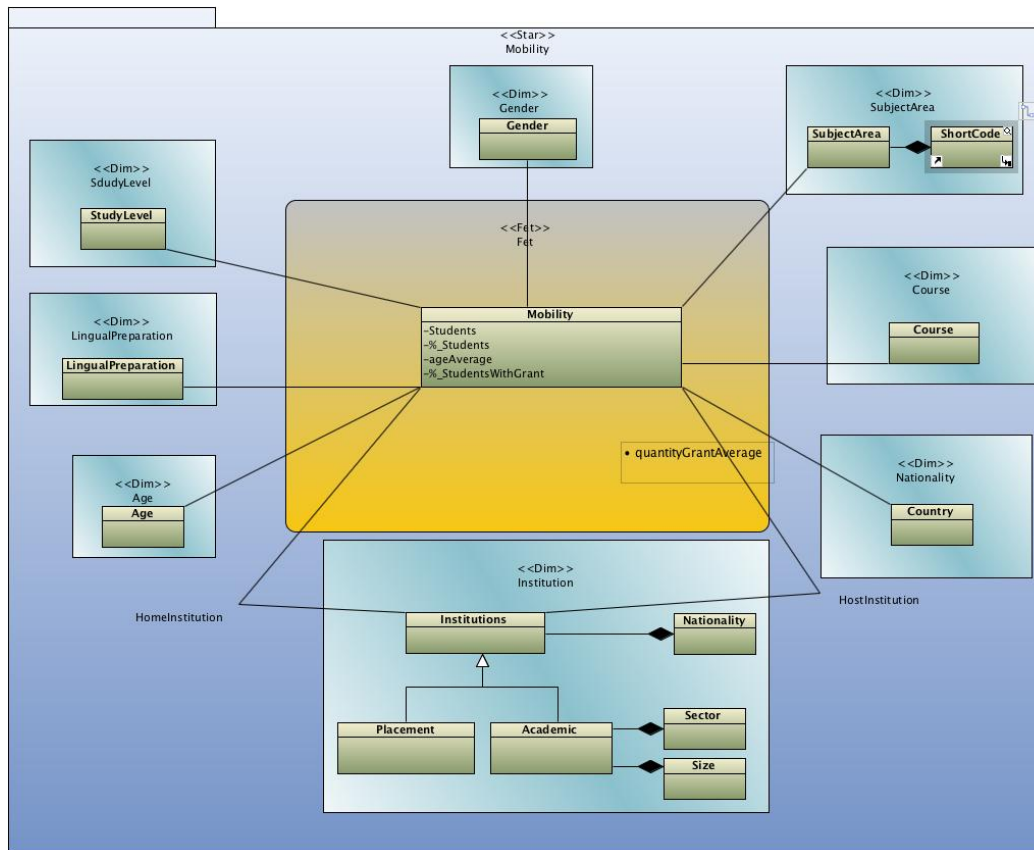 <<Star>>
Mobility
<<Dim>>
Gender
Gender
<<Dim>>
SubjectArea
SubjectArea
ShortCode
<<Dim>>
SdudyLevel
StudyLevel
<<Fet>>
Fet
<<Dim>>
Course
Course
<<Dim>>
LingualPreparation
LingualPreparation
Mobility
-Students
-%_Students
-ageAverage
-%_StudentsWithGrant
• quantityGrantAverage
<<Dim>>
Age
Age
<<Dim>>
Nationality
Country
<<Dim>>
Institution
HomeInstitution
HostInstitution
Institutions
Nationality
Placement
Academic
Sector
Size